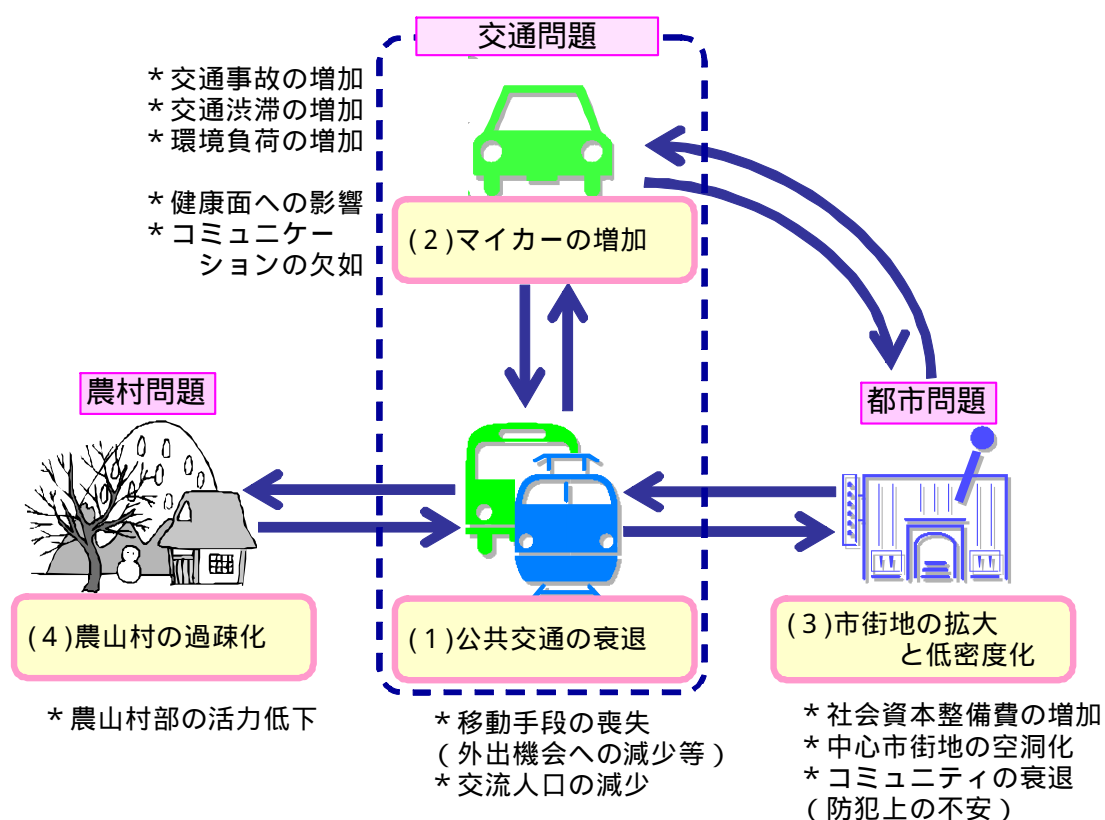 交通問題
＊交通事故の増加
＊交通渋滞の増加
＊環境負荷の増加
＊健康面への影響
＊コミュニケー
ションの欠如
(２)マイカーの増加
農村問題
都市問題
(４)農山村の過疎化
(１)公共交通の衰退
(３)市街地の拡大
と低密度化
＊農山村部の活力低下
＊移動手段の喪失
(外出機会への減少等)
＊交流人口の減少
＊社会資本整備費の増加
＊中心市街地の空洞化
＊コミュニティの衰退
(防犯上の不安)